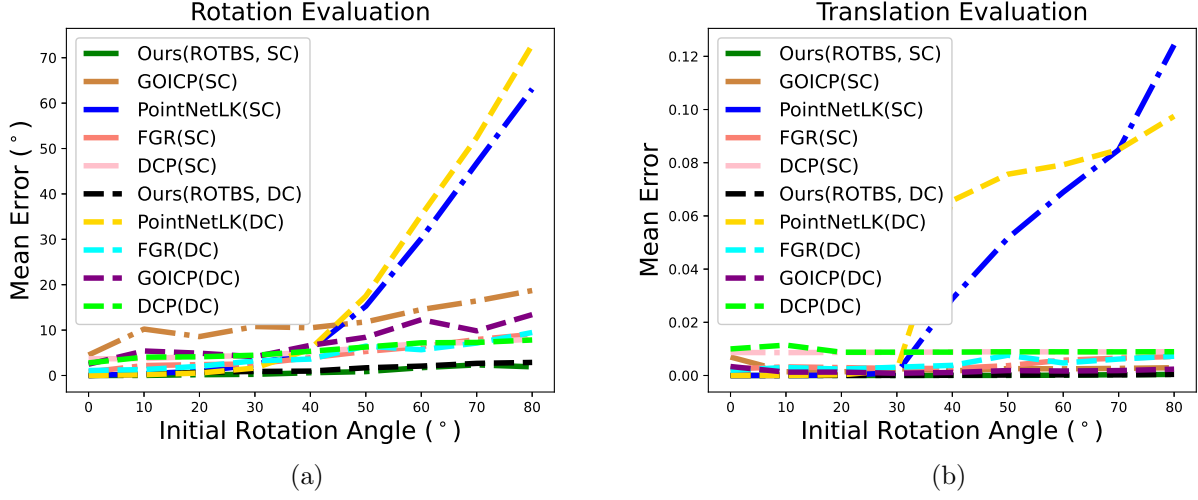 Rotation Evaluation
Mean Error (°)
70
60
50
40
30
20
10
0
Ours(ROTBS, SC)
GOICP(SC)
PointNetLK(SC)
FGR(SC)
DCP(SC)
Ours(ROTBS, DC)
PointNetLK(DC)
FGR(DC)
GOICP(DC)
DCP(DC)
0 10 20 30 40 50 60 70 80
Initial Rotation Angle (°)
(a)
Translation Evaluation
Mean Error
0.12
0.10
0.08
0.06
0.04
0.02
0.00
Ours(ROTBS, SC)
GOICP(SC)
PointNetLK(SC)
FGR(SC)
DCP(SC)
Ours(ROTBS, DC)
PointNetLK(DC)
FGR(DC)
GOICP(DC)
DCP(DC)
0 10 20 30 40 50 60 70 80
Initial Rotation Angle (°)
(b)